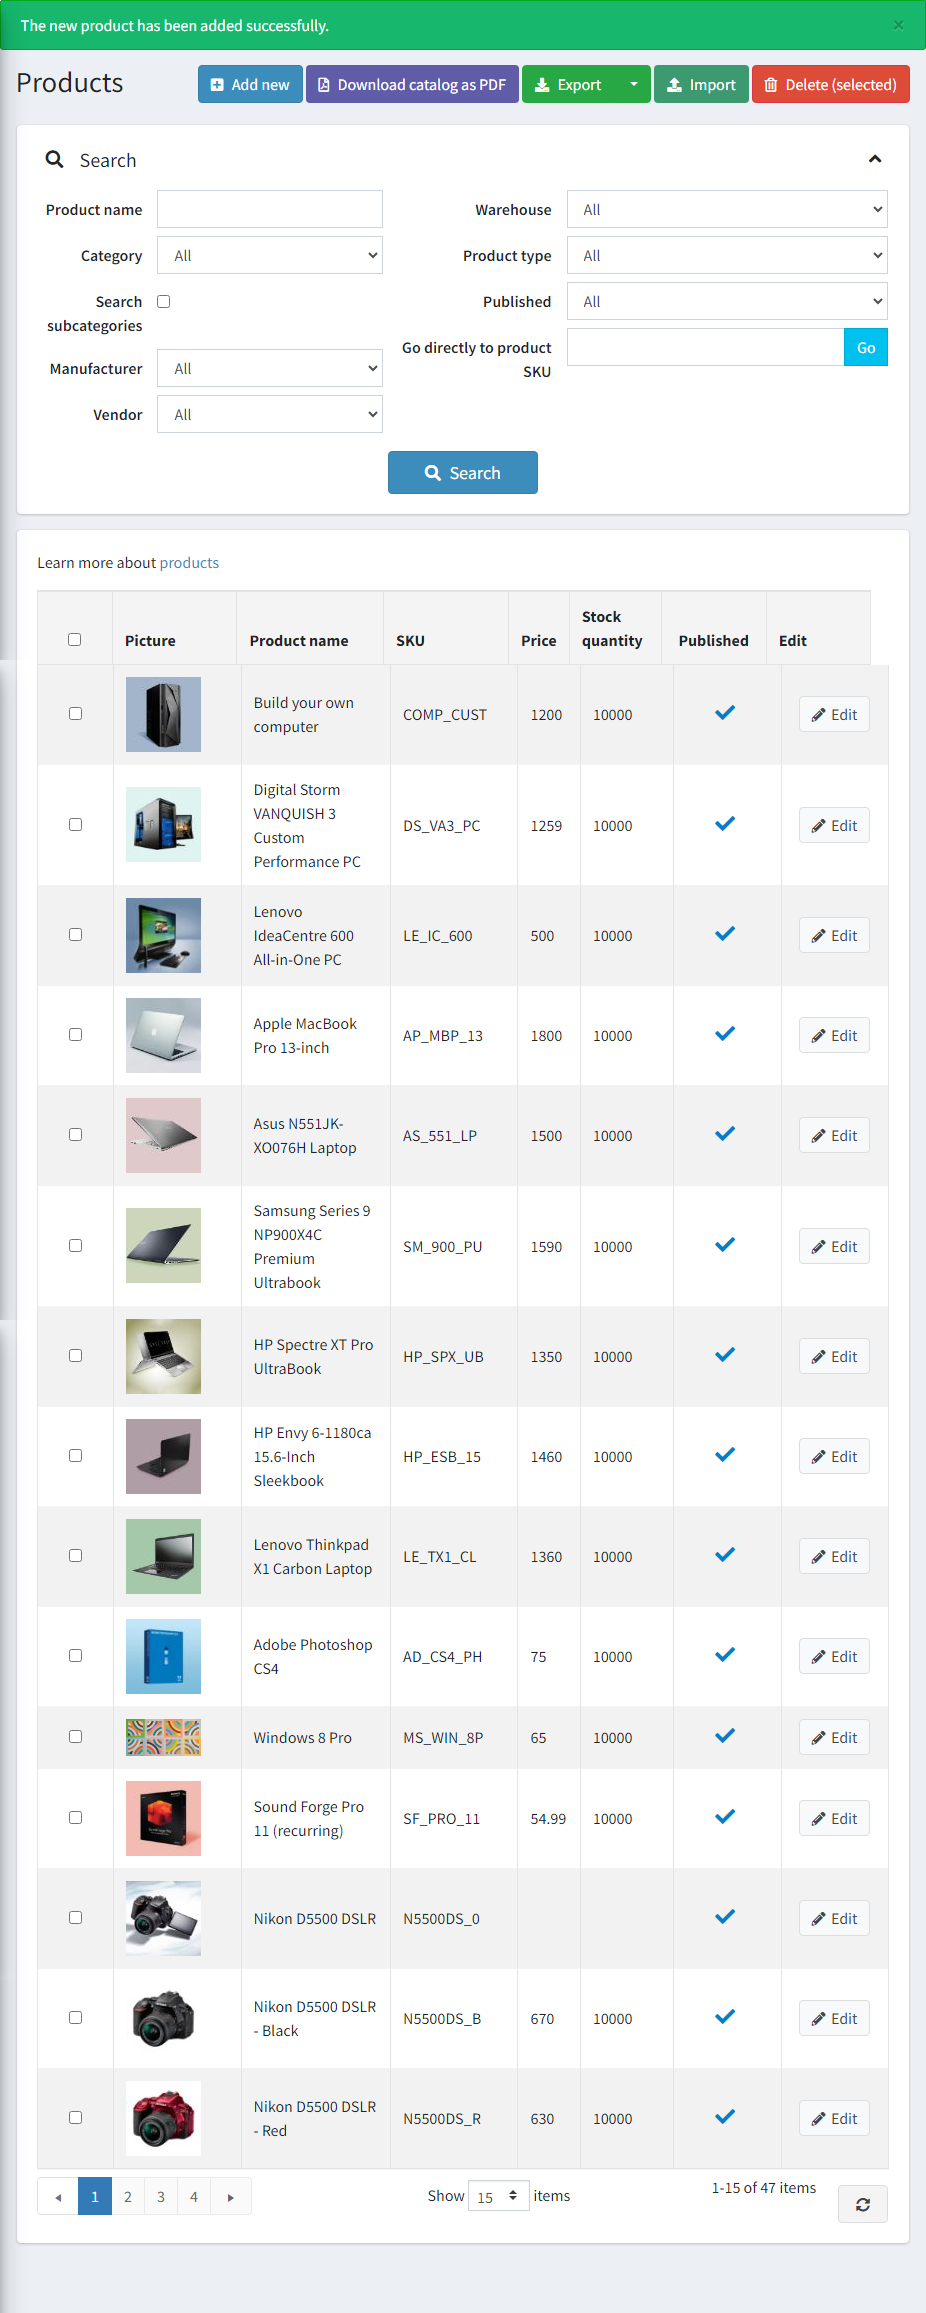 The new product has been added successfully.
×
Products
Add new
Download catalog as PDF
Export
Import
Delete (selected)
Search
Product name
Warehouse
All
Category
All
Product type
All
Search
subcategories
Published
All
Manufacturer
All
Go directly to product
SKU
Go
Vendor
All
Search
Learn more about products
Picture
Product name
SKU
Price
Stock
quantity
Published
Edit
Build your own
computer
COMP_CUST
1200
10000
Edit
Digital Storm
VANQUISH 3
Custom
Performance PC
DS_VA3_PC
1259
10000
Edit
Lenovo
IdeaCentre 600
All-in-One PC
LE_IC_600
500
10000
Edit
Apple MacBook
Pro 13-inch
AP_MBP_13
1800
10000
Edit
Asus N551JK-
XO076H Laptop
AS_551_LP
1500
10000
Edit
Samsung Series 9
NP900X4C
Premium
Ultrabook
SM_900_PU
1590
10000
Edit
HP Spectre XT Pro
UltraBook
HP_SPX_UB
1350
10000
Edit
HP Envy 6-1180ca
15.6-Inch
Sleekbook
HP_ESB_15
1460
10000
Edit
Lenovo Thinkpad
X1 Carbon Laptop
LE_TX1_CL
1360
10000
Edit
Adobe Photoshop
CS4
AD_CS4_PH
75
10000
Edit
Windows 8 Pro
MS_WIN_8P
65
10000
Edit
Sound Forge Pro
11 (recurring)
SF_PRO_11
54.99
10000
Edit
Nikon D5500 DSLR
N5500DS_0
Edit
Nikon D5500 DSLR
- Black
N5500DS_B
670
10000
Edit
Nikon D5500 DSLR
- Red
N5500DS_R
630
10000
Edit
1
2
3
4
Show 15 items
1-15 of 47 items